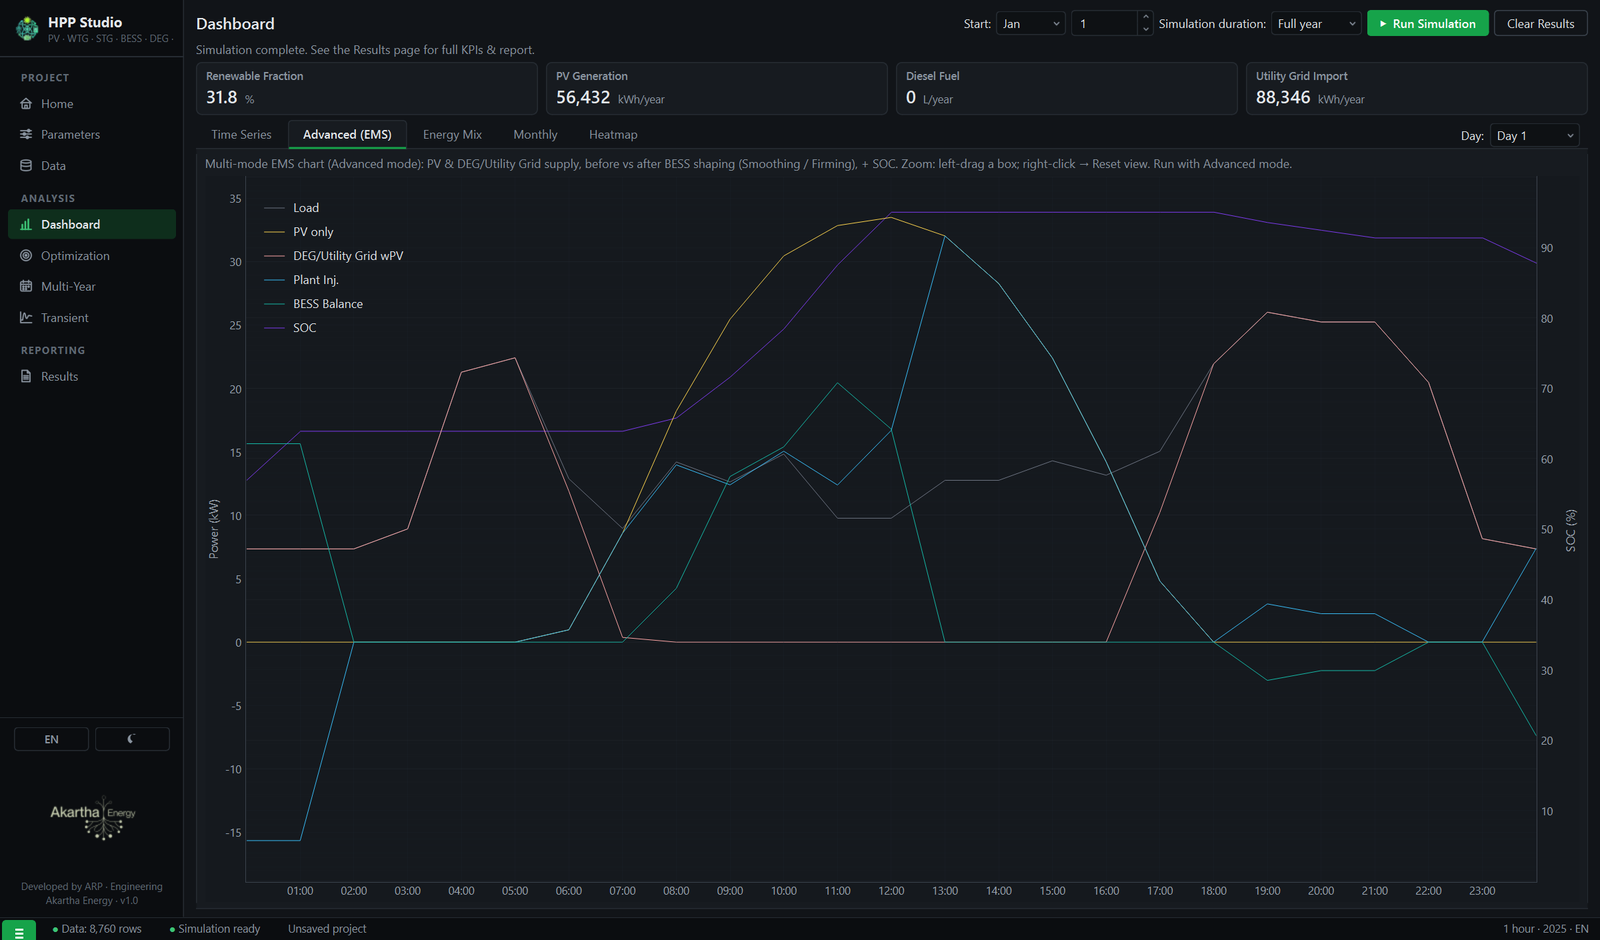 HPP Studio
PV · WTG · STG · BESS · DEG ·
PROJECT
Home
Parameters
Data
ANALYSIS
Dashboard
Optimization
Multi-Year
Transient
REPORTING
Results
EN
Akartha Energy
Developed by ARP · Engineering
Akartha Energy · v1.0
Dashboard
Start: Jan 1 Simulation duration: Full year Run Simulation Clear Results
Simulation complete. See the Results page for full KPIs & report.
Renewable Fraction
31.8 %
PV Generation
56,432 kWh/year
Diesel Fuel
0 L/year
Utility Grid Import
88,346 kWh/year
Time Series Advanced (EMS) Energy Mix Monthly Heatmap
Day: Day 1
Multi-mode EMS chart (Advanced mode): PV & DEG/Utility Grid supply, before vs after BESS shaping (Smoothing / Firming), + SOC. Zoom: left-drag a box; right-click → Reset view. Run with Advanced mode.
Load
PV only
DEG/Utility Grid wPV
Plant Inj.
BESS Balance
SOC
35
30
25
20
15
10
5
0
-5
-10
-15
Power (kW)
90
80
70
60
50
40
30
20
10
SOC (%)
01:00 02:00 03:00 04:00 05:00 06:00 07:00 08:00 09:00 10:00 11:00 12:00 13:00 14:00 15:00 16:00 17:00 18:00 19:00 20:00 21:00 22:00 23:00
Data: 8,760 rows Simulation ready Unsaved project
1 hour · 2025 · EN